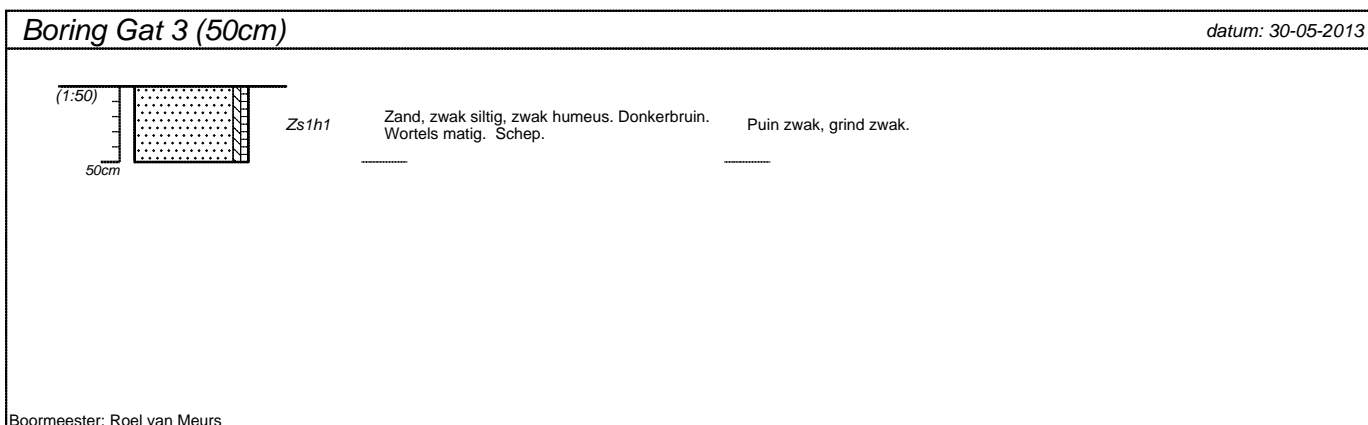 Boring Gat 3 (50cm)
datum: 30-05-2013
(1:50)
Zs1h1
Zand, zwak siltig, zwak humeus. Donkerbruin.
Wortels matig. Schep.
Puin zwak, grind zwak.
50cm
Boormeester: Roel van Meurs